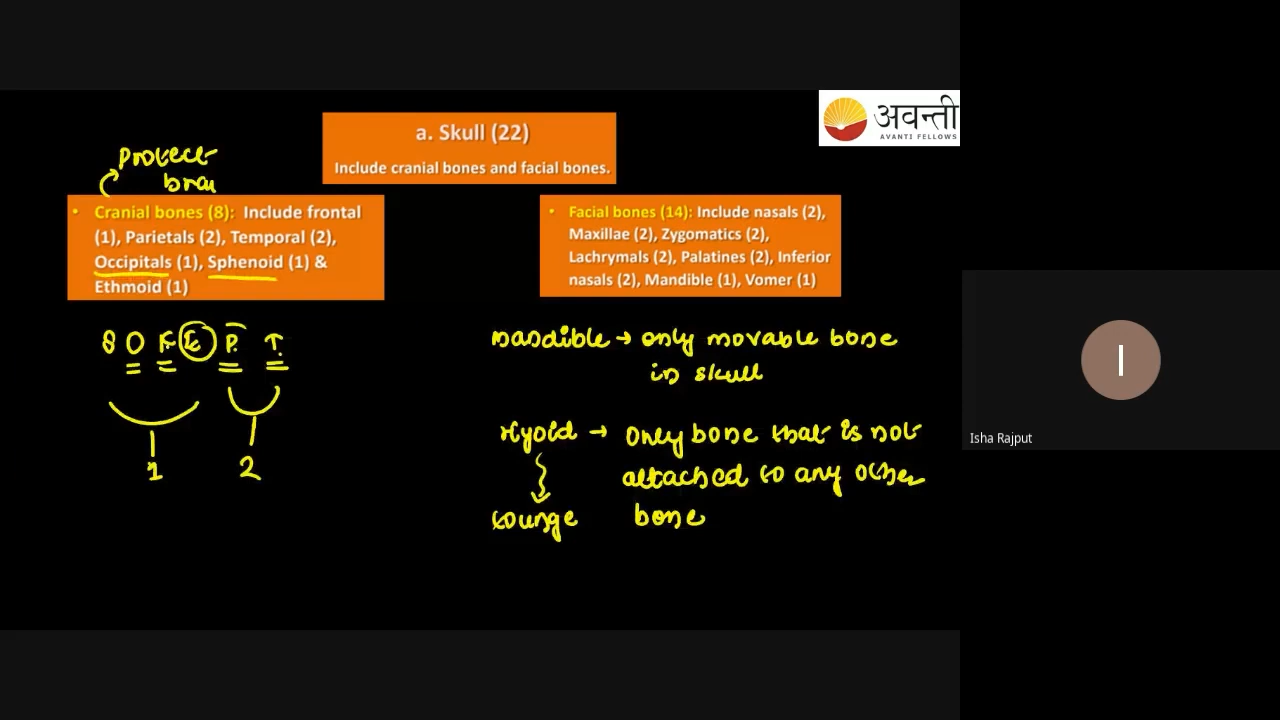 अवन्ती
AVANTI FELLOWS
a. Skull (22)
Include cranial bones and facial bones.
Protect
brain
• Cranial bones (8): Include frontal
(1), Parietals (2), Temporal (2),
Occipitals (1), Sphenoid (1) &
Ethmoid (1)
• Facial bones (14): Include nasals (2),
Maxillae (2), Zygomatics (2),
Lachrymals (2), Palatines (2), Inferior
nasals (2), Mandible (1), Vomer (1)
S O F E P T
1 2
mandible → only movable bone
in skull
Hyoid → Only bone that is not
attached to any other
tounge bone
I
Isha Rajput